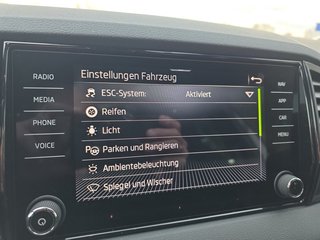 Einstellungen Fahrzeug
RADIO
MEDIA
PHONE
VOICE
ESC-System: Aktiviert
Reifen
Licht
Parken und Rangieren
Ambientebeleuchtung
Spiegel und Wischer
NAV
APP
CAR
MENU